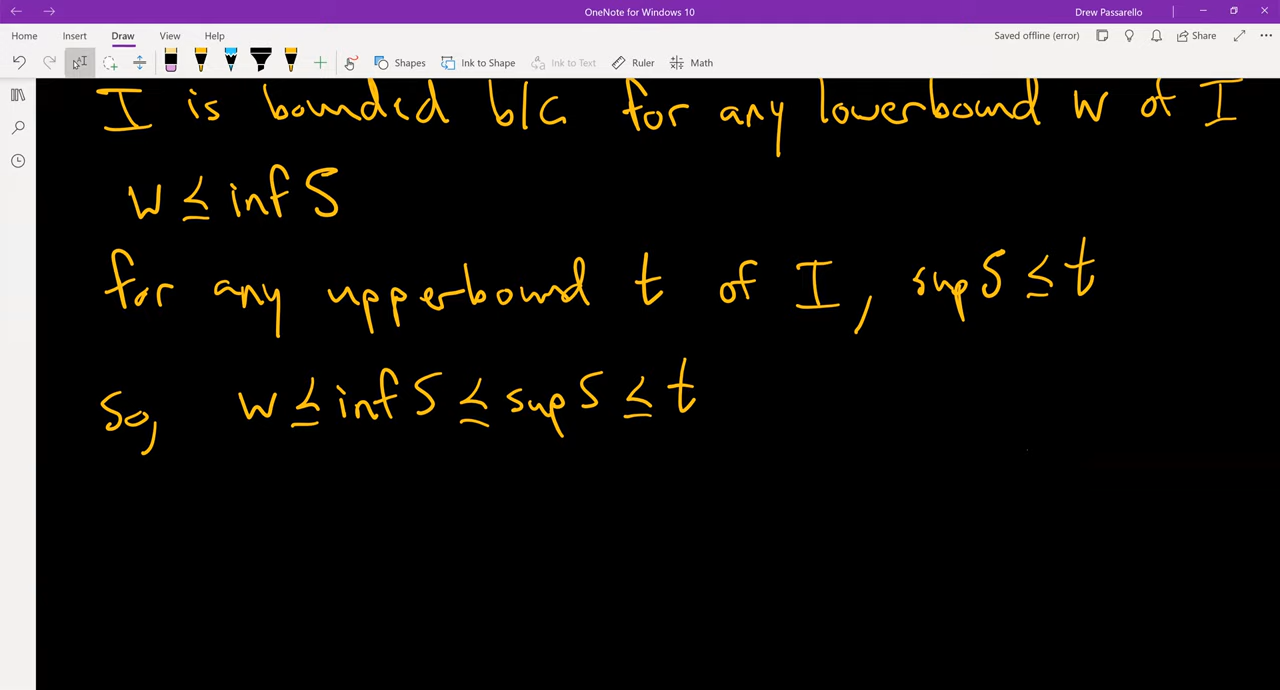 OneNote for Windows 10
Drew Passarello
Home Insert Draw View Help
Saved offline (error) Share
Shapes Ink to Shape Ink to Text Ruler Math
I is bounded b/c for any lowerbound w of I
w ≤ inf S
for any upperbound t of I, sup S ≤ t
So, w ≤ inf S ≤ sup S ≤ t